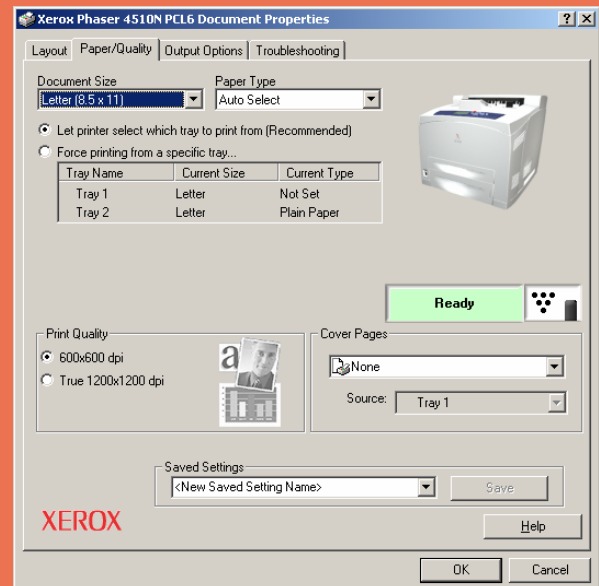 Xerox Phaser 4510N PCL6 Document Properties
Layout Paper/Quality Output Options Troubleshooting
Document Size Paper Type
Letter (8.5 x 11) Auto Select
Let printer select which tray to print from (Recommended)
Force printing from a specific tray...
Tray Name Current Size Current Type
Tray 1 Letter Not Set
Tray 2 Letter Plain Paper
Ready
Print Quality Cover Pages
600x600 dpi
None
True 1200x1200 dpi
a
Source: Tray 1
Saved Settings
<New Saved Setting Name> Save
XEROX
Help
OK Cancel